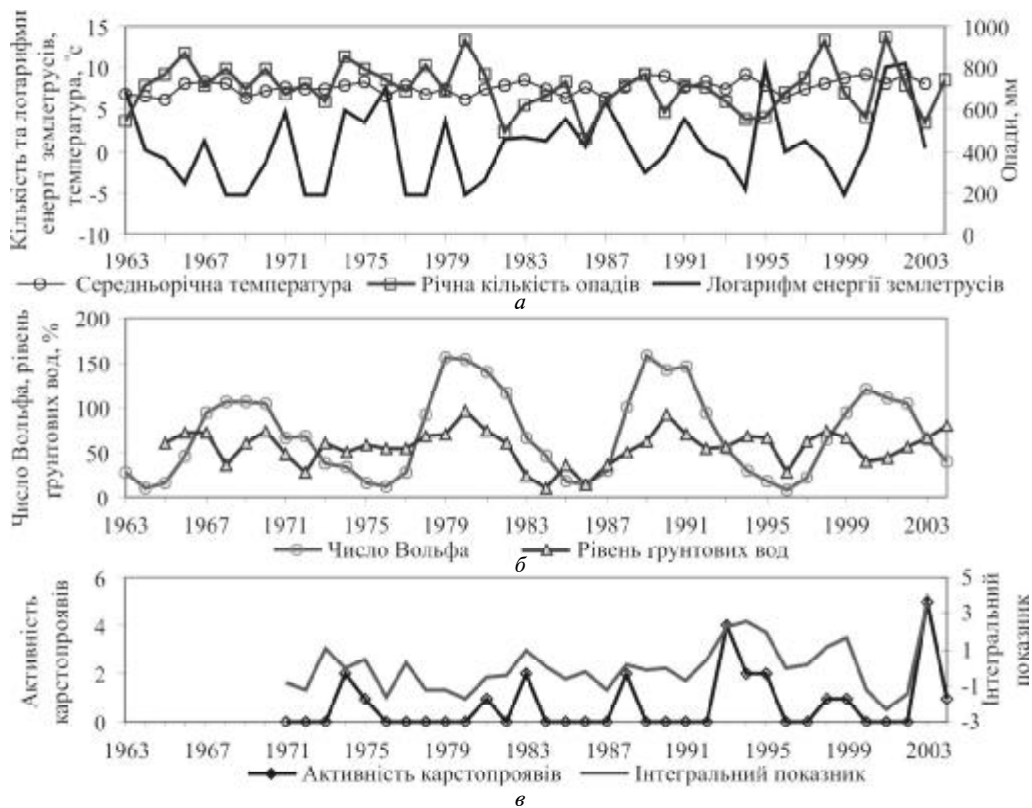 Кількість та логарифми
енергії землетрусів,
температура, °с
15
10
5
0
-5
-10
1000
800
600
400
200
0
Опади, мм
1963 1967 1971 1975 1979 1983 1987 1991 1995 1999 2003
Середньорічна температура Річна кількість опадів Логарифм енергії землетрусів
а
Число Вольфа, рівень
ґрунтових вод, %
200
150
100
50
0
1963 1967 1971 1975 1979 1983 1987 1991 1995 1999 2003
Число Вольфа Рівень ґрунтових вод
б
Активність
карстопроявів
6
4
2
0
5
3
1
-1
-3
Інтегральний
показник
1963 1967 1971 1975 1979 1983 1987 1991 1995 1999 2003
Активність карстопроявів Інтегральний показник
в